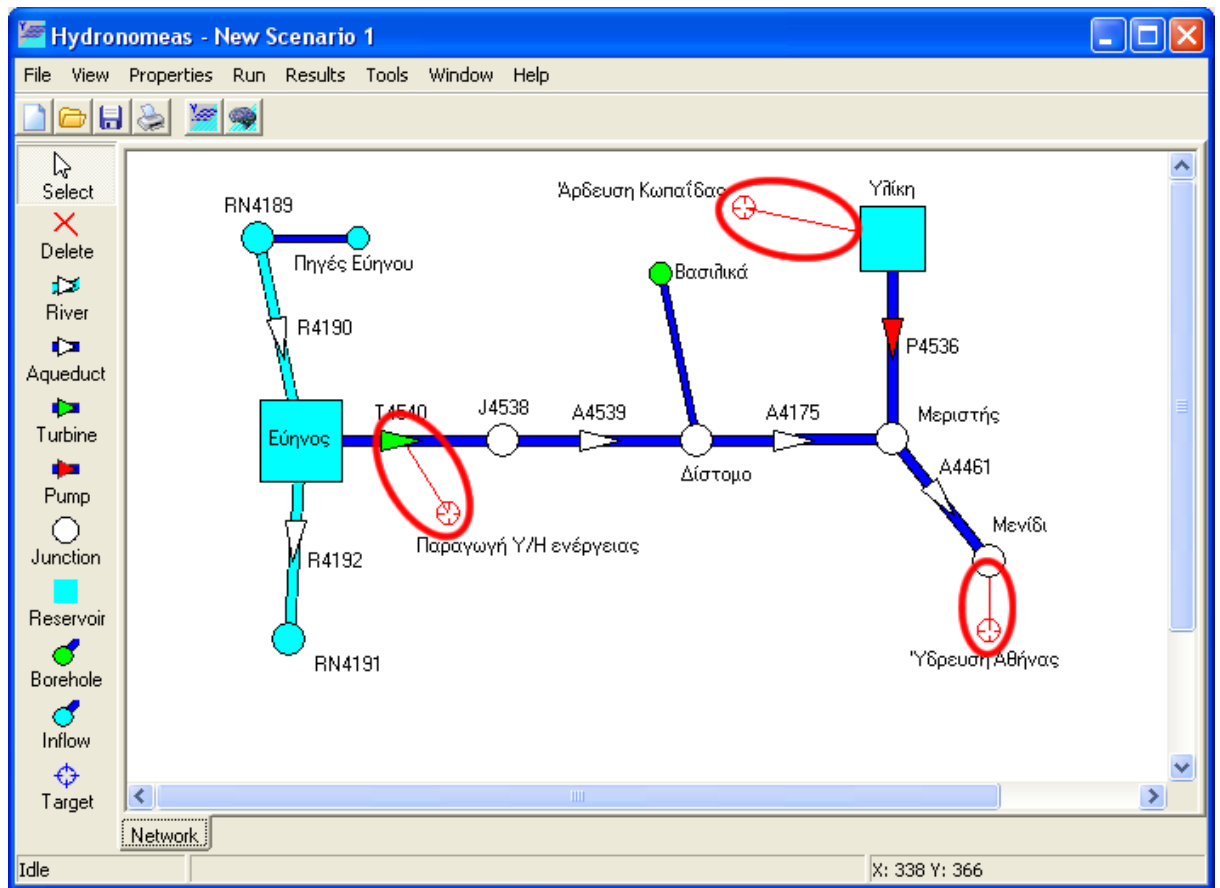 Hydronomeas - New Scenario 1
File View Properties Run Results Tools Window Help
Select
Delete
River
Aqueduct
Turbine
Pump
Junction
Reservoir
Borehole
Inflow
Target
Άρδευση Κωπαΐδας
Υλίκη
RN4189
Πηγές Εύηνου
Βασιλικά
R4190
P4536
T4540
J4538
A4539
A4175
Μεριστής
Εύηνος
Δίστομο
A4461
Μενίδι
Παραγωγή Υ/Η ενέργειας
R4192
Ύδρευση Αθήνας
RN4191
Network
Idle
X: 338 Y: 366